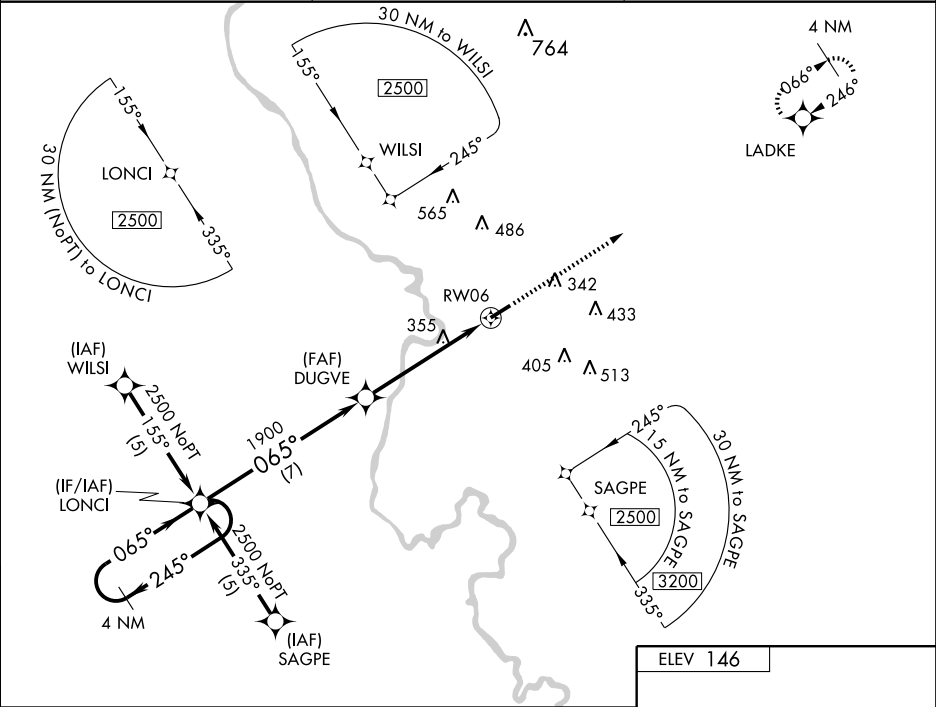 30 NM to WILSI
155°
2500
245°
WILSI
764
4 NM
066°
246°
LADKE
155°
LONCI
2500
335°
30 NM (NoPT) to LONCI
565
486
RW06
342
433
355
405
513
(FAF)
DUGVE
(IAF)
WILSI
2500 NoPT
155°
(5)
1900
065°
(7)
(IF/IAF)
LONCI
065°
245°
4 NM
2500 NoPT
335°
(5)
(IAF)
SAGPE
245°
15 NM to SAGPE
30 NM to SAGPE
SAGPE
2500
3200
335°
ELEV 146